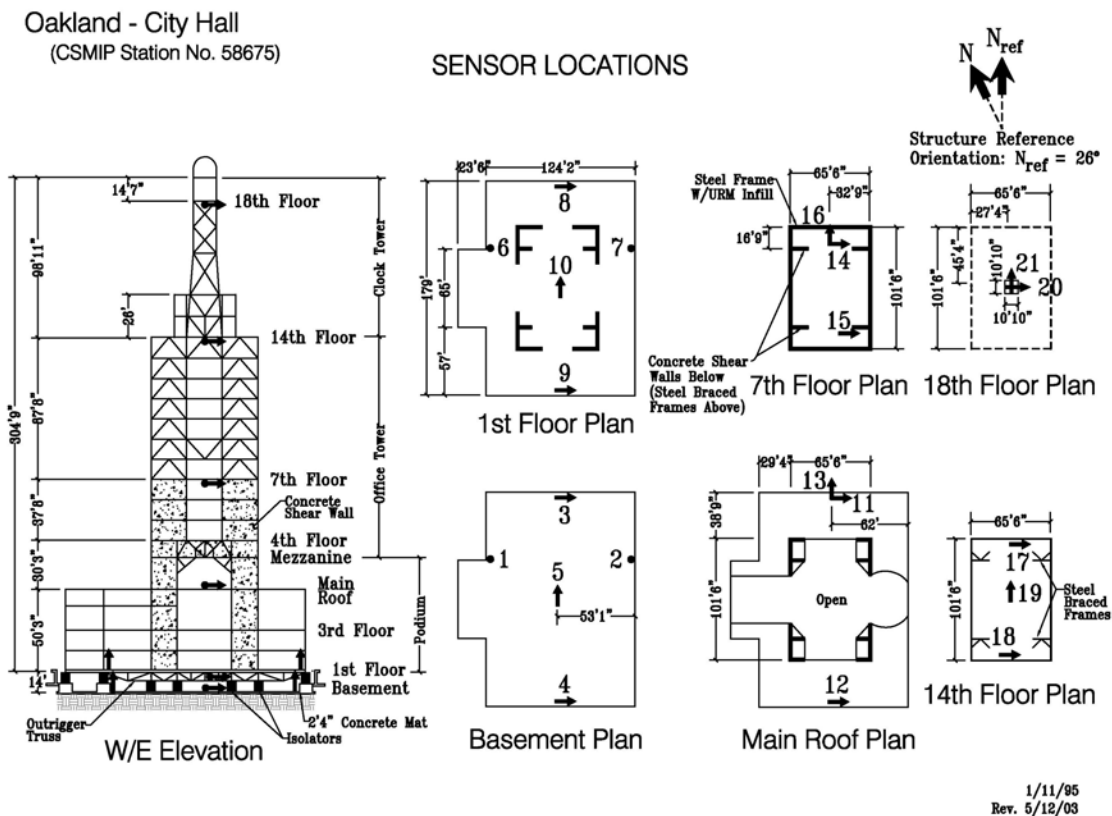 Oakland - City Hall
(CSMIP Station No. 58675)
SENSOR LOCATIONS
N
Nref
Structure Reference
Orientation: Nref = 26°
14'7"
18th Floor
98'11"
26'
Clock Tower
14th Floor
304'9"
87'8"
Office Tower
7th Floor
Concrete
Shear Wall
37'8"
4th Floor
Mezzanine
30'3"
Main
Roof
50'3"
3rd Floor
Podium
1st Floor
14'
Basement
Outrigger
Truss
2'4" Concrete Mat
Isolators
W/E Elevation
23'6"
124'2"
8
6
7
10
179'
65'
57'
9
1st Floor Plan
3
1
2
5
53'1"
4
Basement Plan
Steel Frame
W/URM Infill
65'6"
32'9"
16
16'9"
14
101'6"
15
Concrete Shear
Walls Below
(Steel Braced
Frames Above)
7th Floor Plan
65'6"
27'4"
45'4"
10'10"
21
20
101'6"
10'10"
18th Floor Plan
29'4"
65'6"
13
11
38'9"
62'
101'6"
Open
12
Main Roof Plan
65'6"
17
101'6"
19
Steel
Braced
Frames
18
14th Floor Plan
1/11/95
Rev. 5/12/03